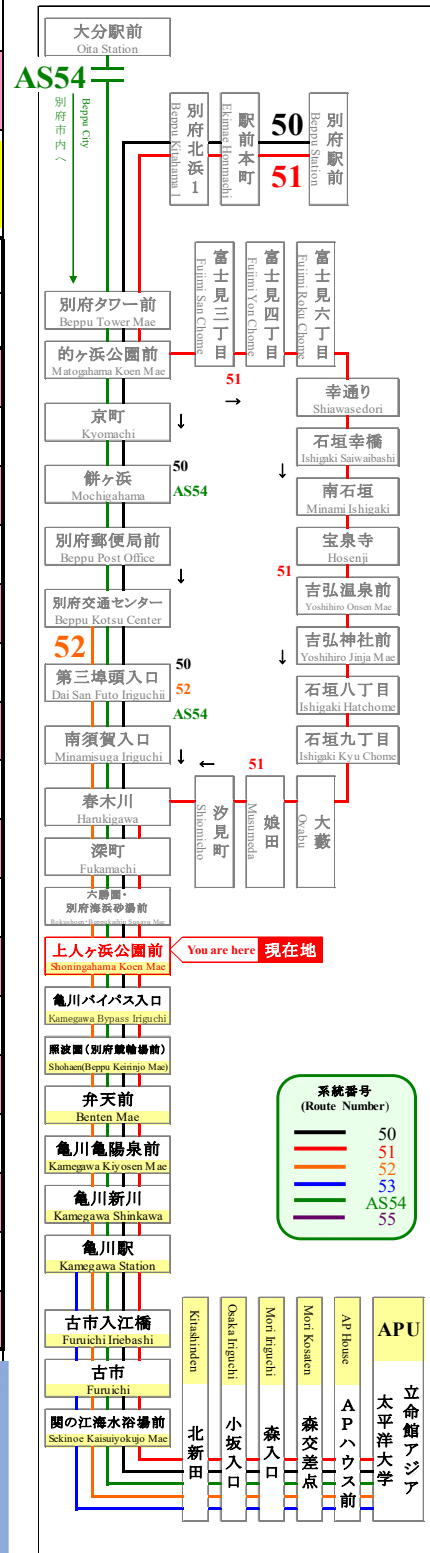 大分駅前
Oita Station
AS54
別府市内へ
Beppu City
別府北浜1
Beppu Kitahama 1
駅前本町
Ekimae Honmachi
50
51
別府駅前
Beppu Station
別府タワー前
Beppu Tower Mae
的ヶ浜公園前
Matogahama Koen Mae
富士見三丁目
Fujimi San Chome
富士見四丁目
Fujimi Yon Chome
富士見六丁目
Fujimi Roku Chome
51
→
幸通り
Shiawasedori
京町
Kyomachi
↓
石垣幸橋
Ishigaki Saiwaibashi
餅ヶ浜
Mochigahama
50
AS54
↓
南石垣
Minami Ishigaki
別府郵便局前
Beppu Post Office
宝泉寺
Hosenji
↓
51
吉弘温泉前
Yoshihiro Onsen Mae
別府交通センター
Beppu Kotsu Center
52
吉弘神社前
Yoshihiro Jinja Mae
↓
第三埠頭入口
Dai San Futo Iriguchii
50
52
AS54
石垣八丁目
Ishigaki Hatchome
南須賀入口
Minamisuga Iriguchi
↓
石垣九丁目
Ishigaki Kyu Chome
←
51
春木川
Harukigawa
汐見町
Shiomicho
娘田
Musumeda
大藪
Oyabu
深町
Fukamachi
六勝園・
別府海浜砂湯前
Rokushoen・Beppukaihin Sunayu Mae
上人ヶ浜公園前
Shoningahama Koen Mae
You are here 現在地
亀川バイパス入口
Kamegawa Bypass Iriguchi
照波園(別府競輪場前)
Shohaen(Beppu Keirinjo Mae)
弁天前
Benten Mae
亀川亀陽泉前
Kamegawa Kiyosen Mae
亀川新川
Kamegawa Shinkawa
亀川駅
Kamegawa Station
系統番号
(Route Number)
50
51
52
53
AS54
55
古市入江橋
Furuichi Iriebashi
古市
Furuichi
関の江海水浴場前
Sekinoe Kaisuiyokujo Mae
Kitashinden
北新田
Osaka Iriguchi
小坂入口
Mori Iriguchi
森入口
Mori Kosaten
森交差点
AP House
APハウス前
APU
立命館アジア
太平洋大学